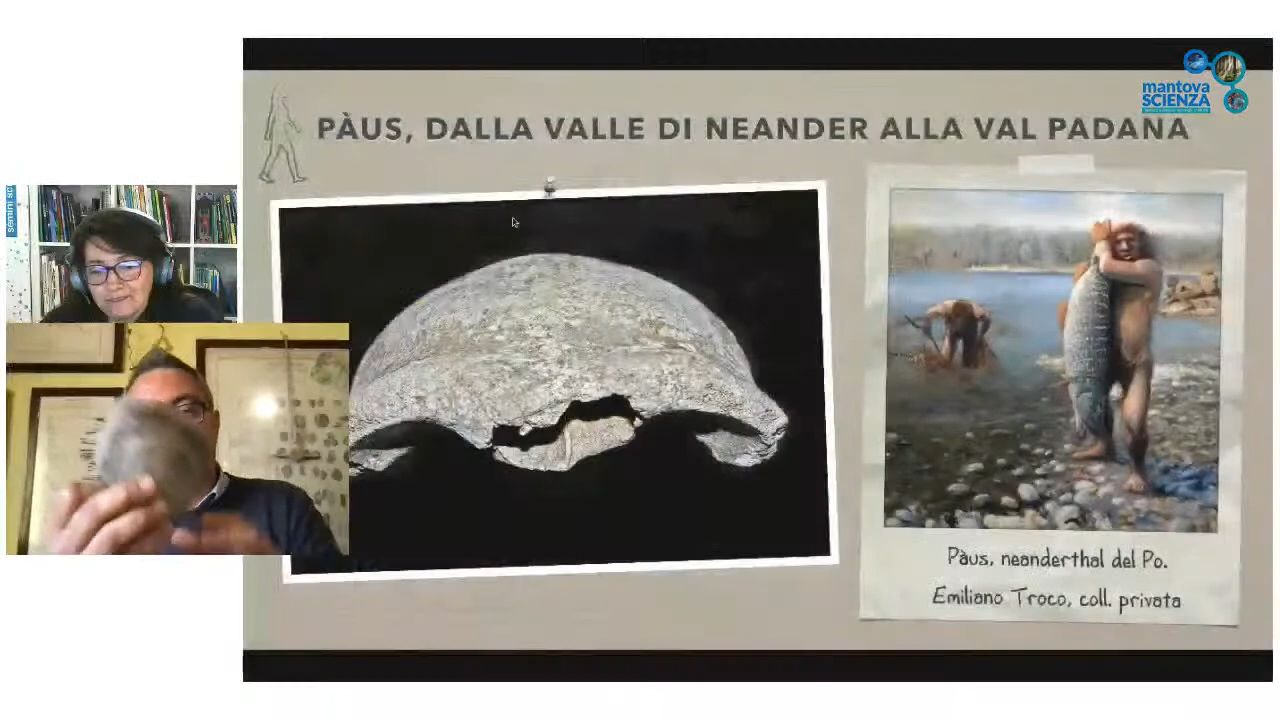 mantova
SCIENZA
PÀUS, DALLA VALLE DI NEANDER ALLA VAL PADANA
Pàus, neanderthal del Po.
Emiliano Troco, coll. privata